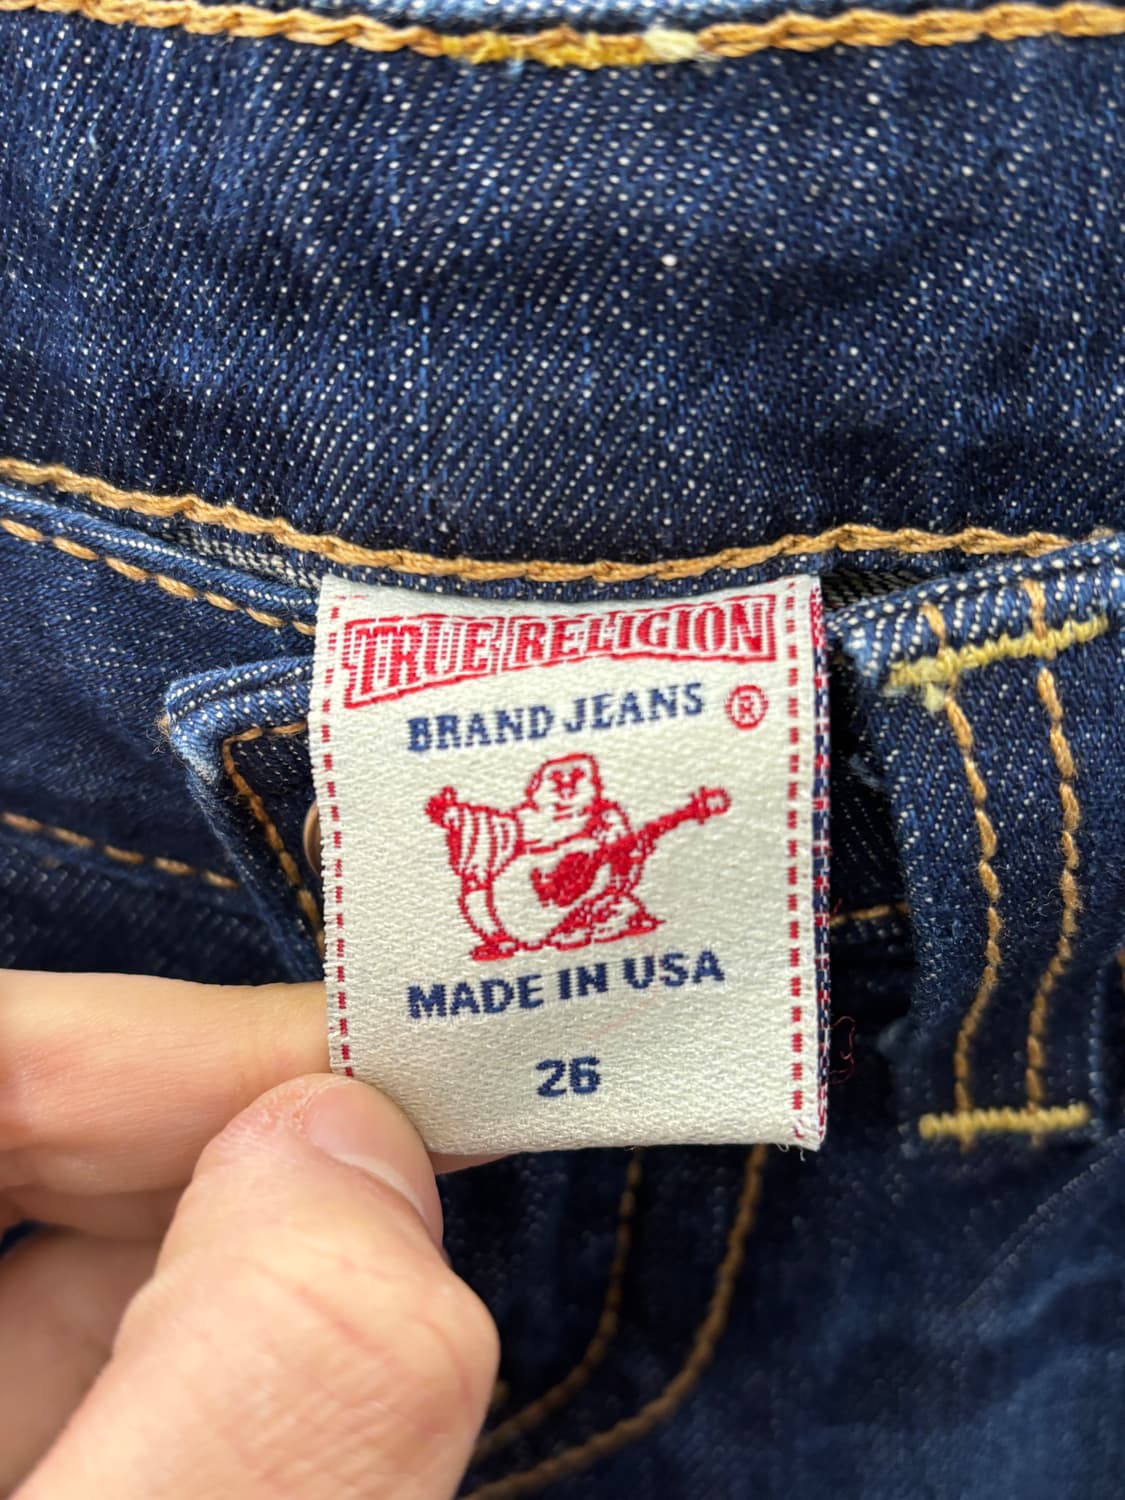 TRUE RELIGION
BRAND JEANS ®
MADE IN USA
26